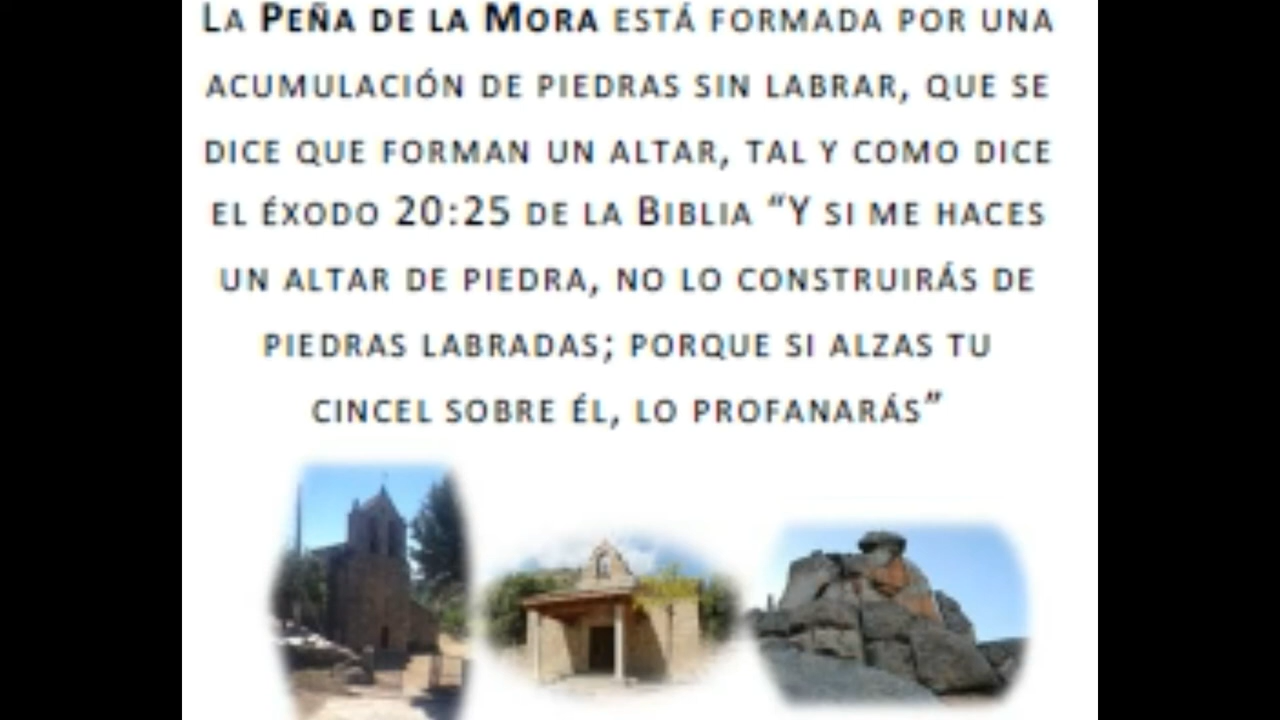 La Peña de la Mora está formada por una
acumulación de piedras sin labrar, que se
dice que forman un altar, tal y como dice
el éxodo 20:25 de la Biblia “Y si me haces
un altar de piedra, no lo construirás de
piedras labradas; porque si alzas tu
cincel sobre él, lo profanarás”